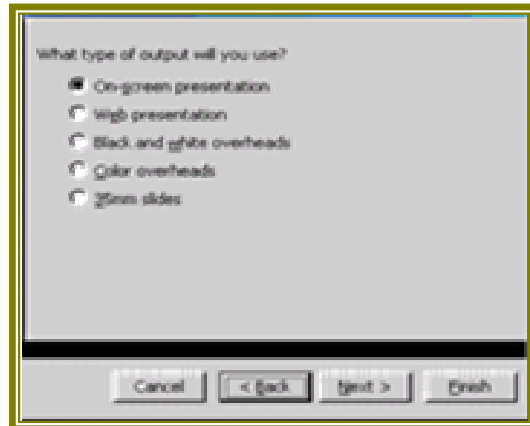 What type of output will you use?
On-screen presentation
Web presentation
Black and white overheads
Color overheads
35mm slides
Cancel
< Back
Next >
Finish